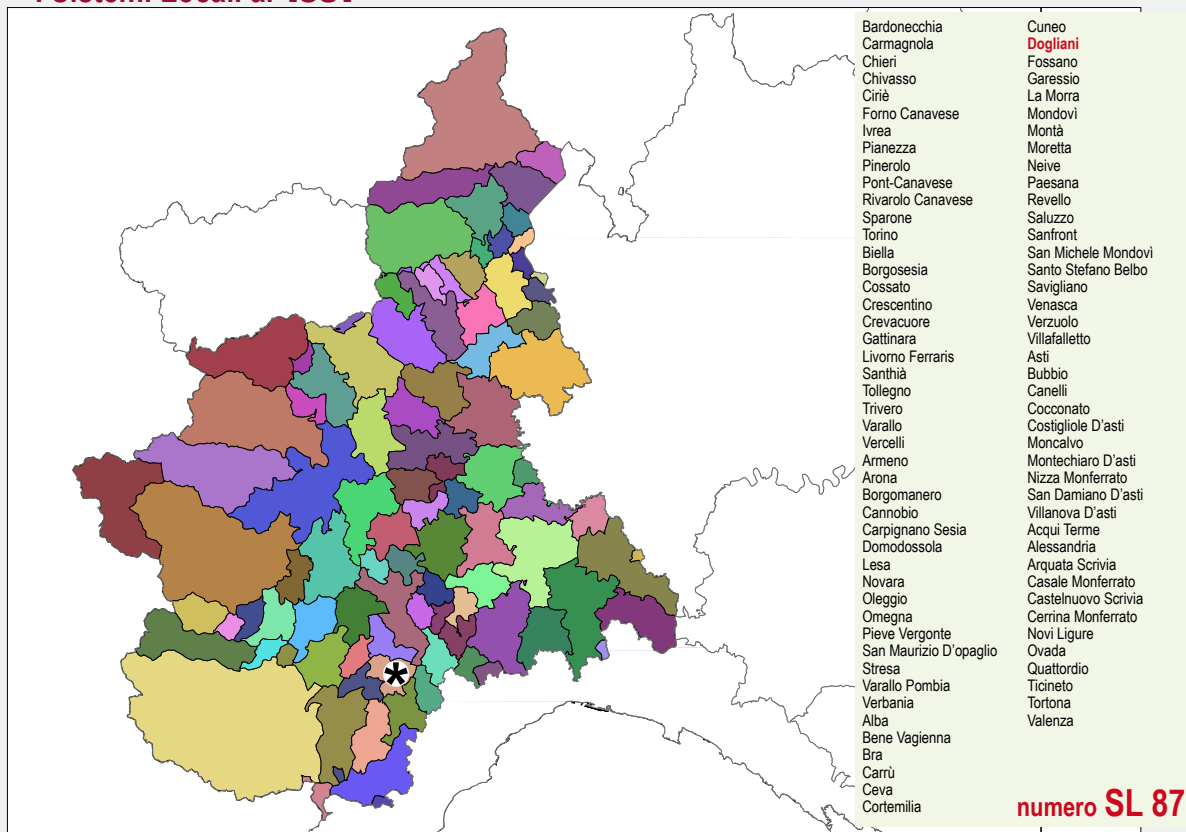 Bardonecchia
Carmagnola
Chieri
Chivasso
Ciriè
Forno Canavese
Ivrea
Pianezza
Pinerolo
Pont-Canavese
Rivarolo Canavese
Sparone
Torino
Biella
Borgosesia
Cossato
Crescentino
Crevacuore
Gattinara
Livorno Ferraris
Santhià
Tollegno
Trivero
Varallo
Vercelli
Armeno
Arona
Borgomanero
Cannobio
Carpignano Sesia
Domodossola
Lesa
Novara
Oleggio
Omegna
Pieve Vergonte
San Maurizio D'opaglio
Stresa
Varallo Pombia
Verbania
Alba
Bene Vagienna
Bra
Carrù
Ceva
Cortemilia
Cuneo
Dogliani
Fossano
Garessio
La Morra
Mondovì
Montà
Moretta
Neive
Paesana
Revello
Saluzzo
Sanfront
San Michele Mondovì
Santo Stefano Belbo
Savigliano
Venasca
Verzuolo
Villafalletto
Asti
Bubbio
Canelli
Cocconato
Costigliole D'asti
Moncalvo
Montechiaro D'asti
Nizza Monferrato
San Damiano D'asti
Villanova D'asti
Acqui Terme
Alessandria
Arquata Scrivia
Casale Monferrato
Castelnuovo Scrivia
Cerrina Monferrato
Novi Ligure
Ovada
Quattordio
Ticineto
Tortona
Valenza
numero SL 87